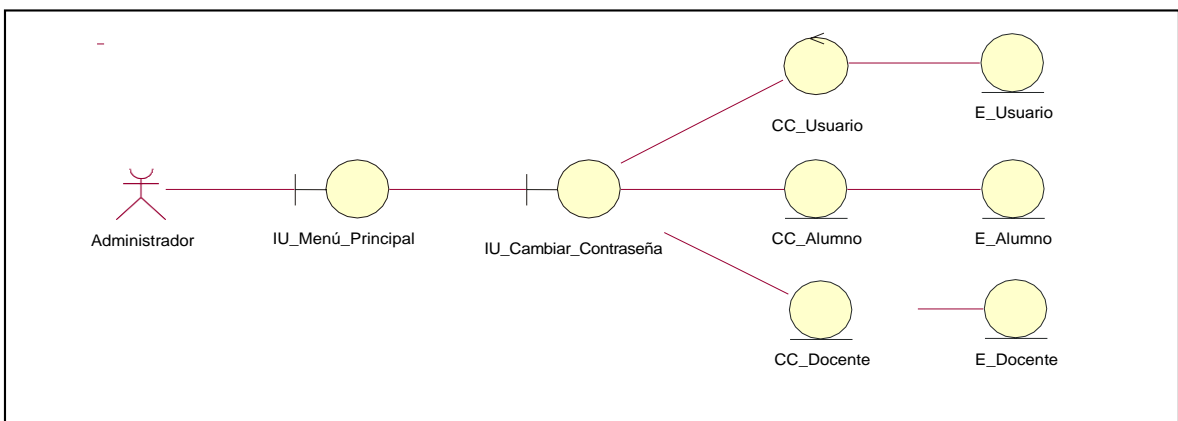 CC_Usuario
E_Usuario
Administrador
IU_Menú_Principal
IU_Cambiar_Contraseña
CC_Alumno
E_Alumno
CC_Docente
E_Docente